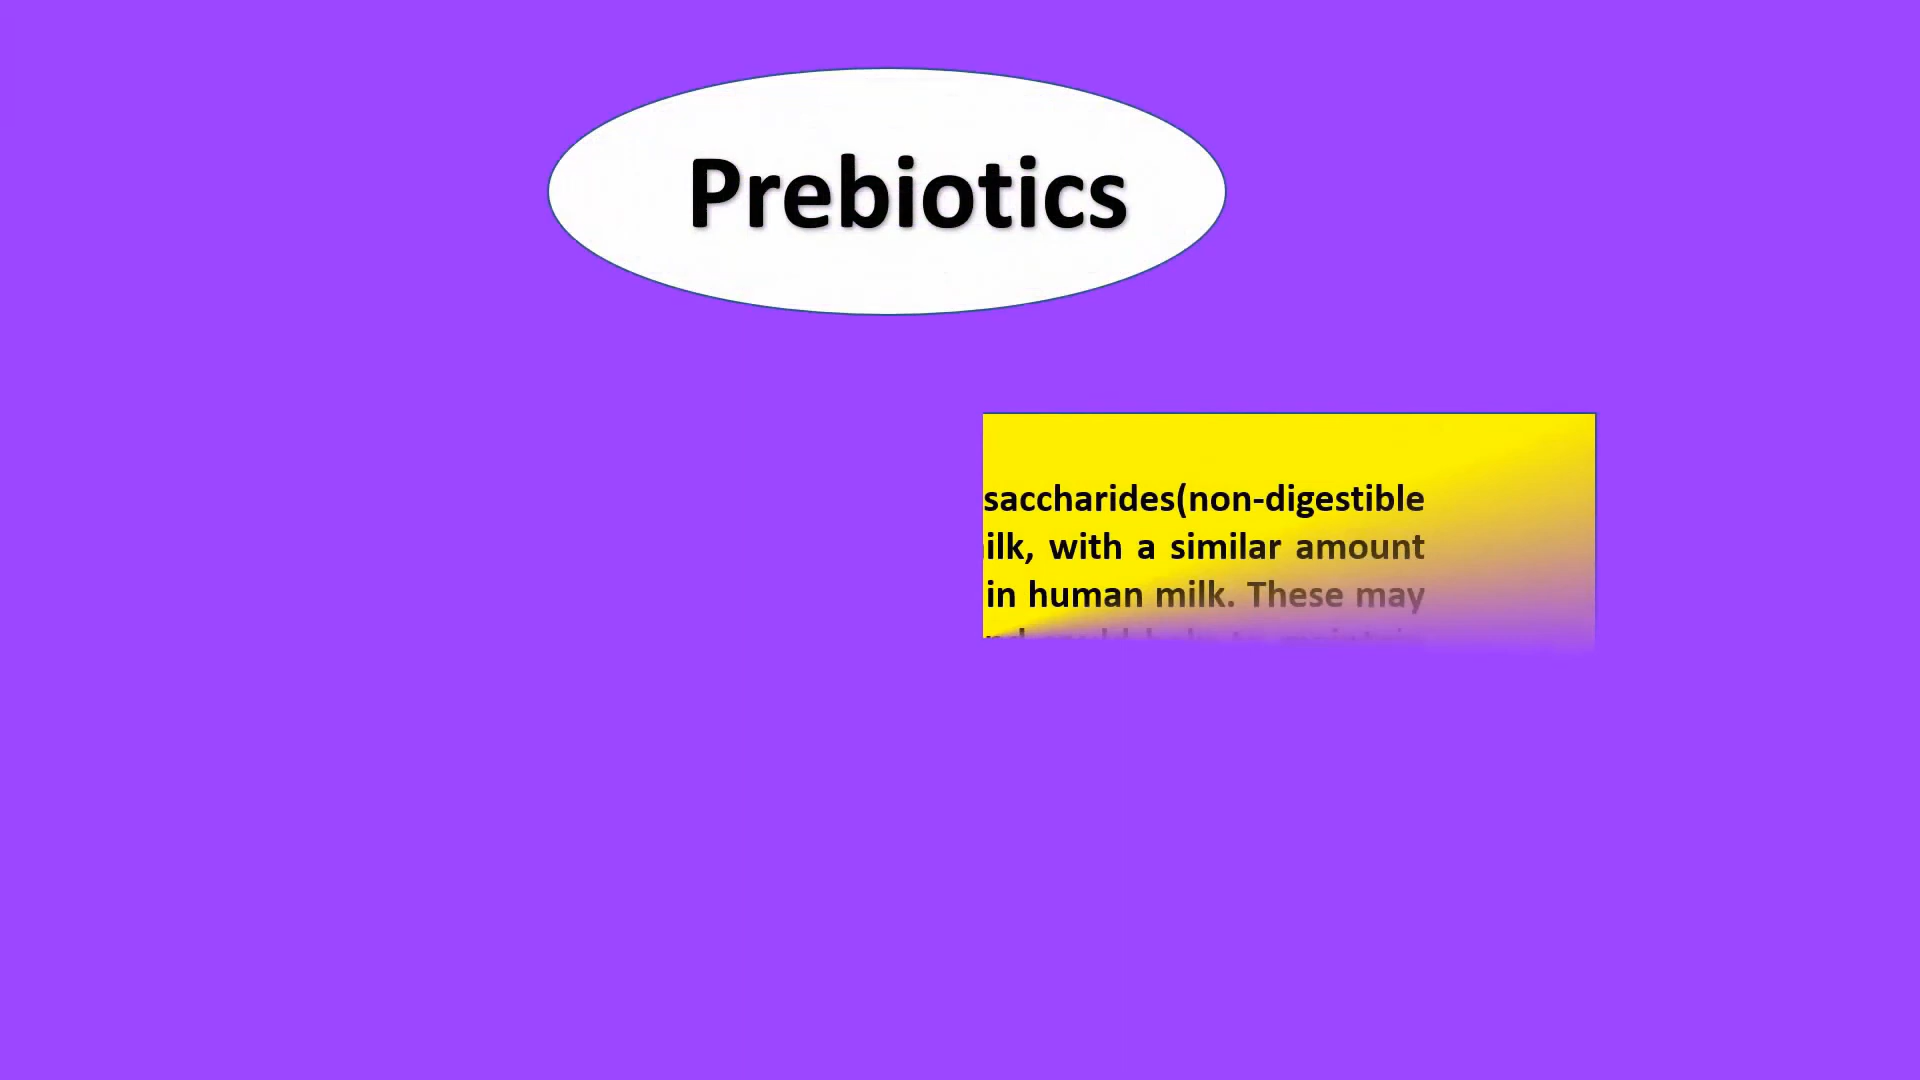 Prebiotics
saccharides(non-digestible
ilk, with a similar amount
in human milk. These may